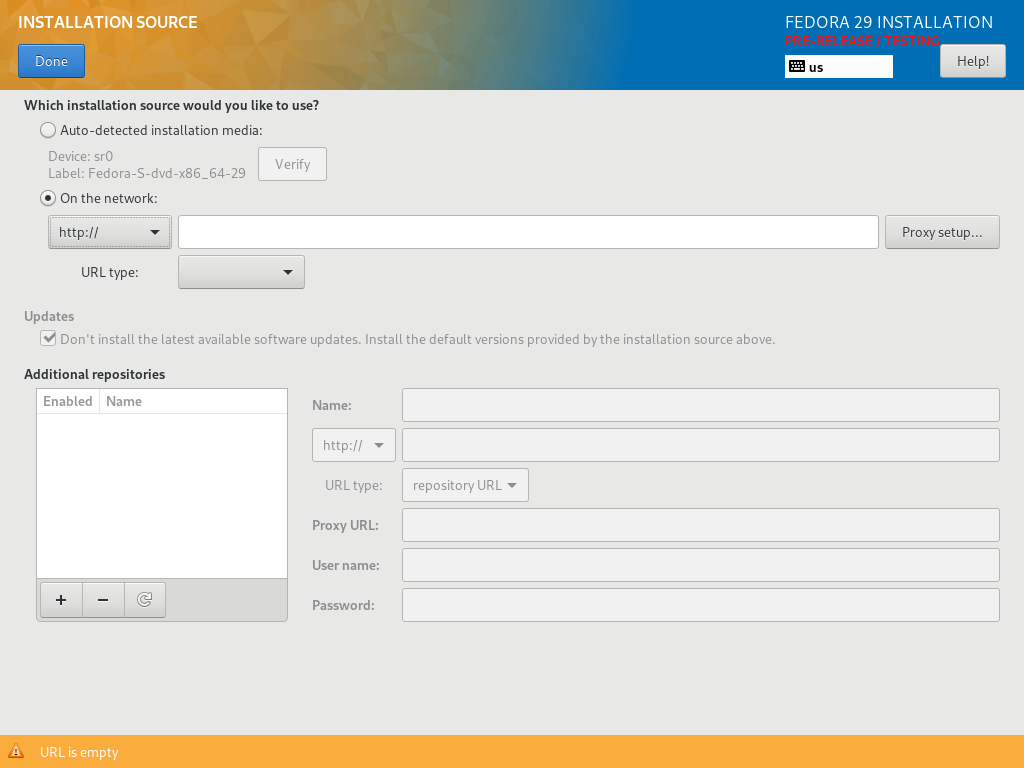 INSTALLATION SOURCE
FEDORA 29 INSTALLATION
PRE-RELEASE / TESTING
Done
us
Help!
Which installation source would you like to use?
Auto-detected installation media:
Device: sr0
Label: Fedora-S-dvd-x86_64-29
Verify
On the network:
http://
Proxy setup...
URL type:
Updates
Don't install the latest available software updates. Install the default versions provided by the installation source above.
Additional repositories
Enabled Name
Name:
http://
URL type: repository URL
Proxy URL:
User name:
Password:
+ −
URL is empty